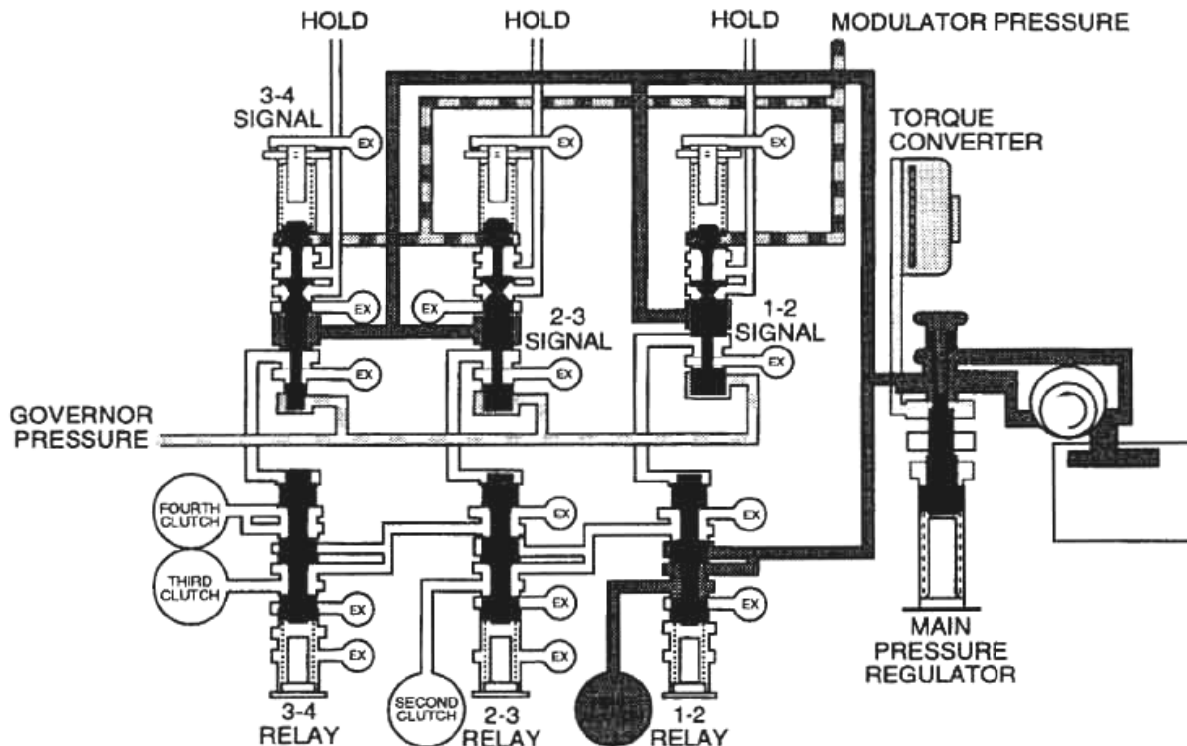 HOLD
HOLD
HOLD
MODULATOR PRESSURE
3-4
SIGNAL
TORQUE
CONVERTER
EX
EX
EX
EX
EX
2-3
SIGNAL
1-2
SIGNAL
EX
EX
EX
GOVERNOR
PRESSURE
FOURTH
CLUTCH
EX
EX
THIRD
CLUTCH
EX
EX
EX
EX
EX
MAIN
PRESSURE
REGULATOR
SECOND
CLUTCH
3-4
RELAY
2-3
RELAY
1-2
RELAY